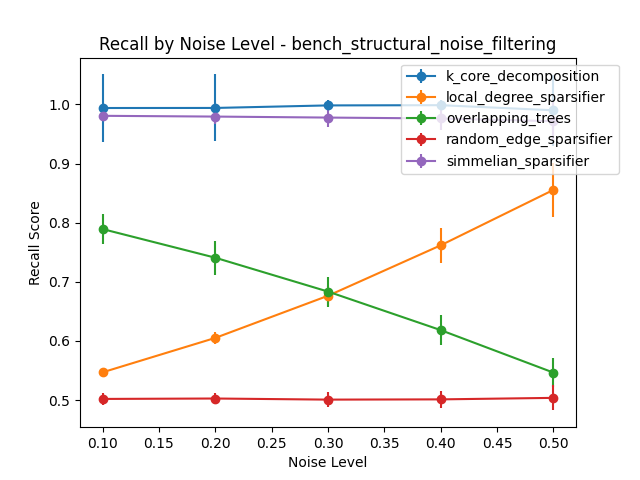 Recall by Noise Level - bench_structural_noise_filtering
k_core_decomposition
local_degree_sparsifier
overlapping_trees
random_edge_sparsifier
simmelian_sparsifier
Recall Score
1.0
0.9
0.8
0.7
0.6
0.5
0.10 0.15 0.20 0.25 0.30 0.35 0.40 0.45 0.50
Noise Level